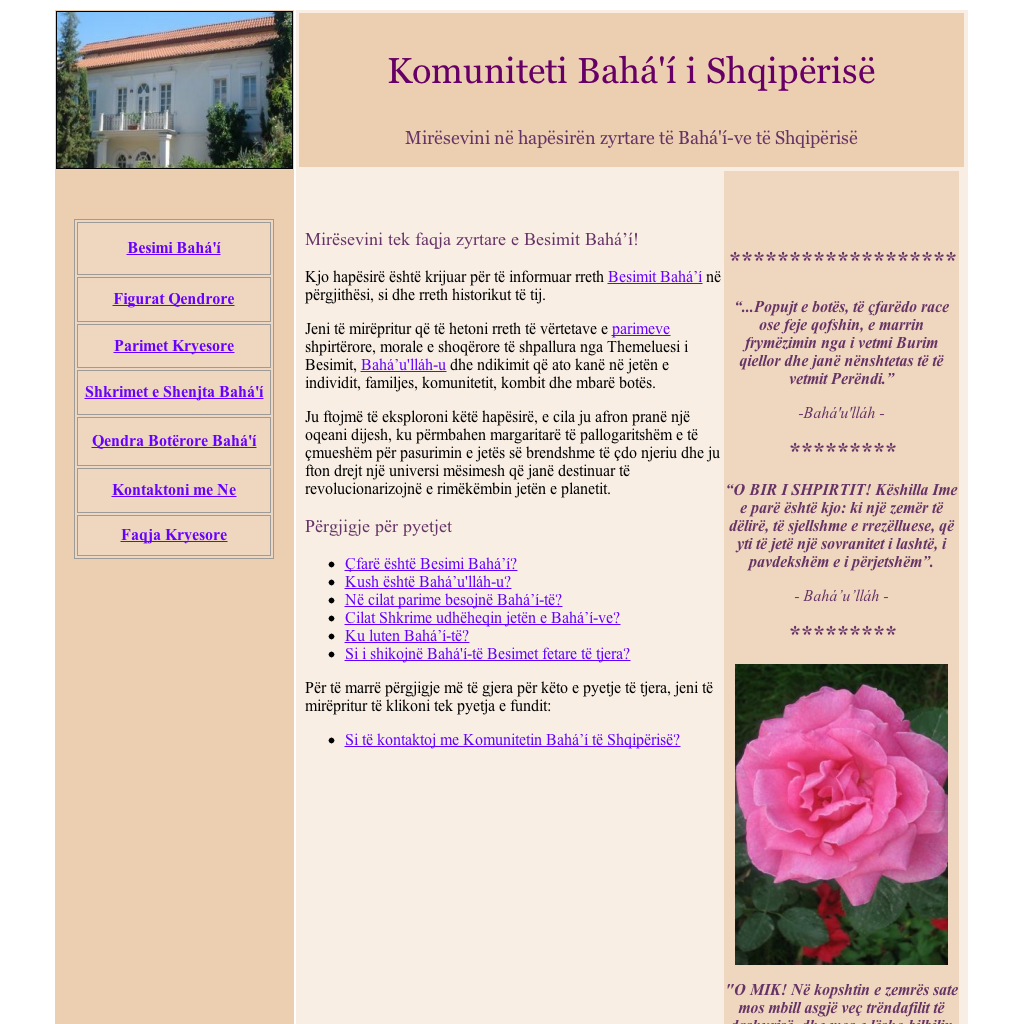 Komuniteti Bahá'í i Shqipërisë
Mirësevini në hapësirën zyrtare të Bahá'í-ve të Shqipërisë
Besimi Bahá'í
Figurat Qendrore
Parimet Kryesore
Shkrimet e Shenjta Bahá'í
Qendra Botërore Bahá'í
Kontaktoni me Ne
Faqja Kryesore
Mirësevini tek faqja zyrtare e Besimit Bahá’í!
Kjo hapësirë është krijuar për të informuar rreth Besimit Bahá’í në
përgjithësi, si dhe rreth historikut të tij.
Jeni të mirëpritur që të hetoni rreth të vërtetave e parimeve
shpirtërore, morale e shoqërore të shpallura nga Themeluesi i
Besimit, Bahá’u'lláh-u dhe ndikimit që ato kanë në jetën e
individit, familjes, komunitetit, kombit dhe mbarë botës.
Ju ftojmë të eksploroni këtë hapësirë, e cila ju afron pranë një
oqeani dijesh, ku përmbahen margaritarë të pallogaritshëm e të
çmueshëm për pasurimin e jetës së brendshme të çdo njeriu dhe ju
fton drejt një universi mësimesh që janë destinuar të
revolucionarizojnë e rimëkëmbin jetën e planetit.
Përgjigje për pyetjet
Çfarë është Besimi Bahá’í?
Kush është Bahá’u'lláh-u?
Në cilat parime besojnë Bahá’í-të?
Cilat Shkrime udhëheqin jetën e Bahá’í-ve?
Ku luten Bahá’í-të?
Si i shikojnë Bahá'í-të Besimet fetare të tjera?
Për të marrë përgjigje më të gjera për këto e pyetje të tjera, jeni të
mirëpritur të klikoni tek pyetja e fundit:
Si të kontaktoj me Komunitetin Bahá’í të Shqipërisë?
*******************
“...Popujt e botës, të çfarëdo race
ose feje qofshin, e marrin
frymëzimin nga i vetmi Burim
qiellor dhe janë nënshtetas të të
vetmit Perëndi.”
-Bahá'u'lláh -
*********
“O BIR I SHPIRTIT! Këshilla Ime
e parë është kjo: ki një zemër të
dëlirë, të sjellshme e rrezëlluese, që
yti të jetë një sovranitet i lashtë, i
pavdekshëm e i përjetshëm”.
- Bahá’u’lláh -
*********
"O MIK! Në kopshtin e zemrës sate
mos mbill asgjë veç trëndafilit të